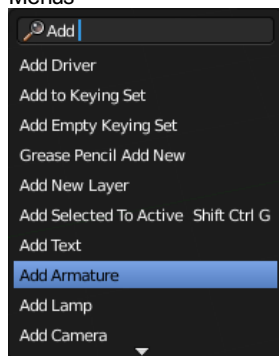 Menus
Add
Add Driver
Add to Keying Set
Add Empty Keying Set
Grease Pencil Add New
Add New Layer
Add Selected To Active Shift Ctrl G
Add Text
Add Armature
Add Lamp
Add Camera